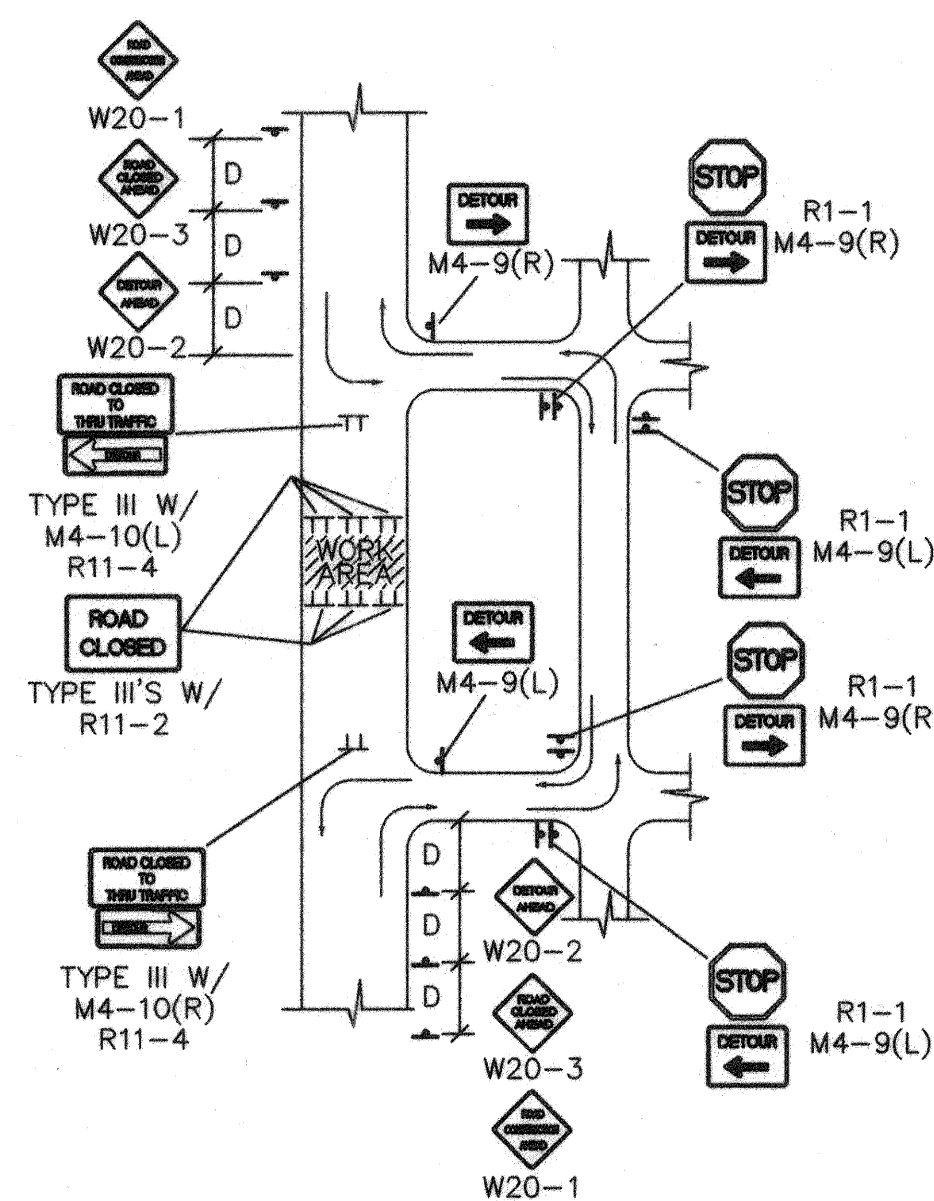 ROAD
CONSTRUCTION
AHEAD
W20-1
ROAD
CLOSED
AHEAD
W20-3
DETOUR
AHEAD
W20-2
D
D
D
DETOUR
M4-9(R)
STOP
R1-1
DETOUR
M4-9(R)
ROAD CLOSED
TO
THRU TRAFFIC
DETOUR
TYPE III W/
M4-10(L)
R11-4
ROAD
CLOSED
TYPE III'S W/
R11-2
WORK
AREA
STOP
R1-1
DETOUR
M4-9(L)
DETOUR
M4-9(L)
STOP
R1-1
DETOUR
M4-9(R
ROAD CLOSED
TO
THRU TRAFFIC
DETOUR
TYPE III W/
M4-10(R)
R11-4
D
D
D
DETOUR
AHEAD
W20-2
ROAD
CLOSED
AHEAD
W20-3
ROAD
CONSTRUCTION
AHEAD
W20-1
STOP
R1-1
DETOUR
M4-9(L)